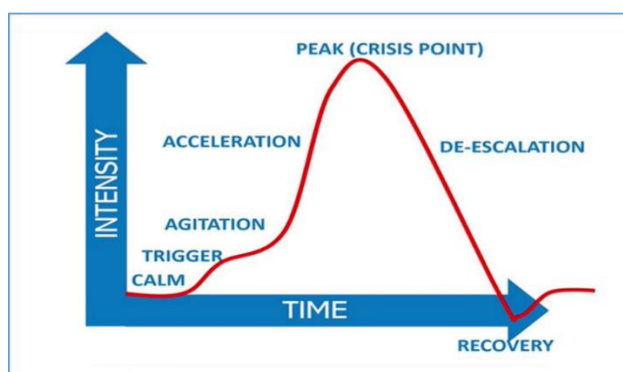 PEAK (CRISIS POINT)
ACCELERATION
DE-ESCALATION
INTENSITY
AGITATION
TRIGGER
CALM
TIME
RECOVERY